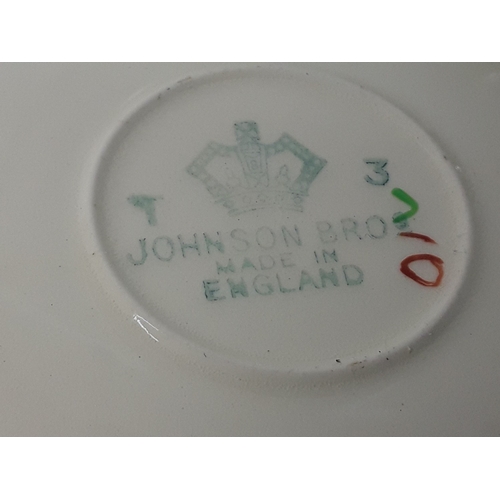 T 3
JOHNSON BROS
MADE IN
ENGLAND